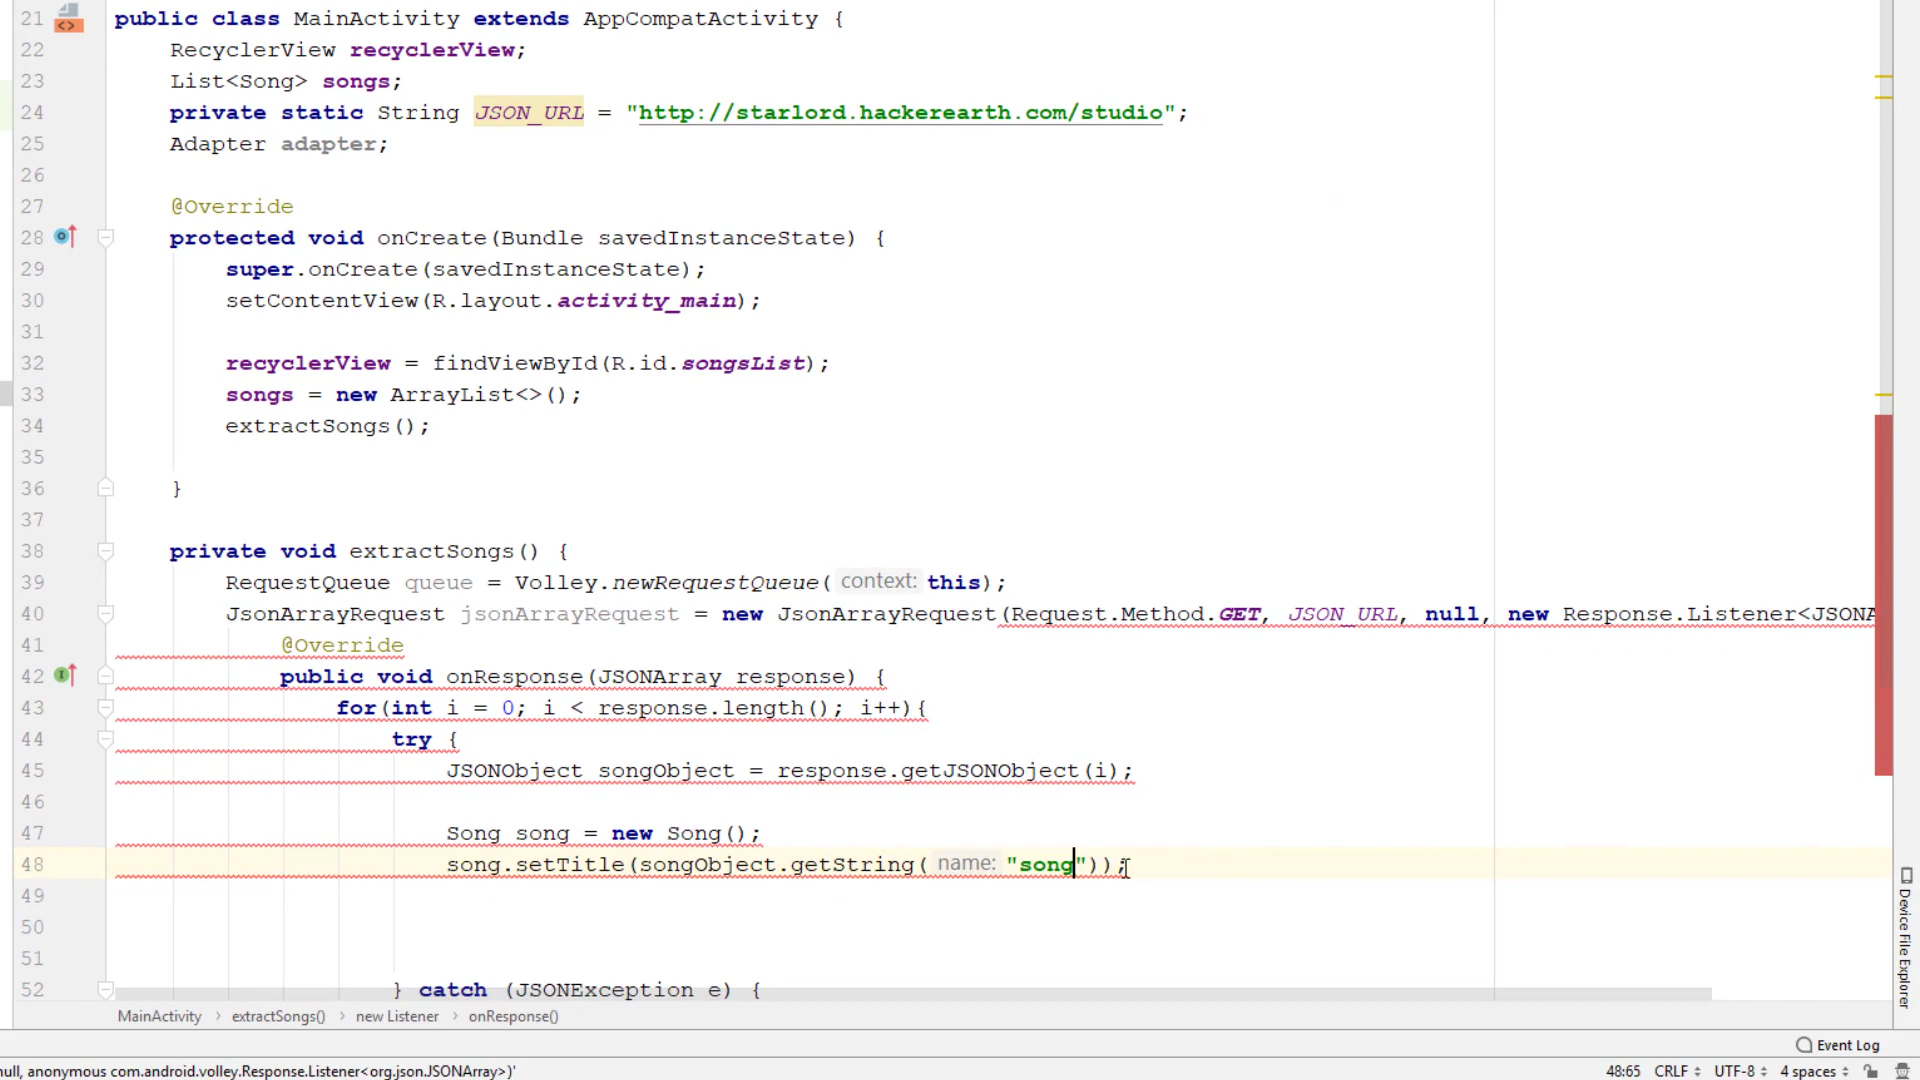 21 public class MainActivity extends AppCompatActivity {
22 RecyclerView recyclerView;
23 List<Song> songs;
24 private static String JSON_URL = "http://starlord.hackerearth.com/studio";
25 Adapter adapter;
26
27 @Override
28 protected void onCreate(Bundle savedInstanceState) {
29 super.onCreate(savedInstanceState);
30 setContentView(R.layout.activity_main);
31
32 recyclerView = findViewById(R.id.songsList);
33 songs = new ArrayList<>();
34 extractSongs();
35
36 }
37
38 private void extractSongs() {
39 RequestQueue queue = Volley.newRequestQueue( context: this);
40 JsonArrayRequest jsonArrayRequest = new JsonArrayRequest(Request.Method.GET, JSON_URL, null, new Response.Listener<JSONA
41 @Override
42 public void onResponse(JSONArray response) {
43 for(int i = 0; i < response.length(); i++){
44 try {
45 JSONObject songObject = response.getJSONObject(i);
46
47 Song song = new Song();
48 song.setTitle(songObject.getString( name: "song"));
49
50
51
52 } catch (JSONException e) {
MainActivity › extractSongs() › new Listener › onResponse()
Device File Explorer
Event Log
null, anonymous com.android.volley.Response.Listener<org.json.JSONArray>)'
48:65 CRLF UTF-8 4 spaces